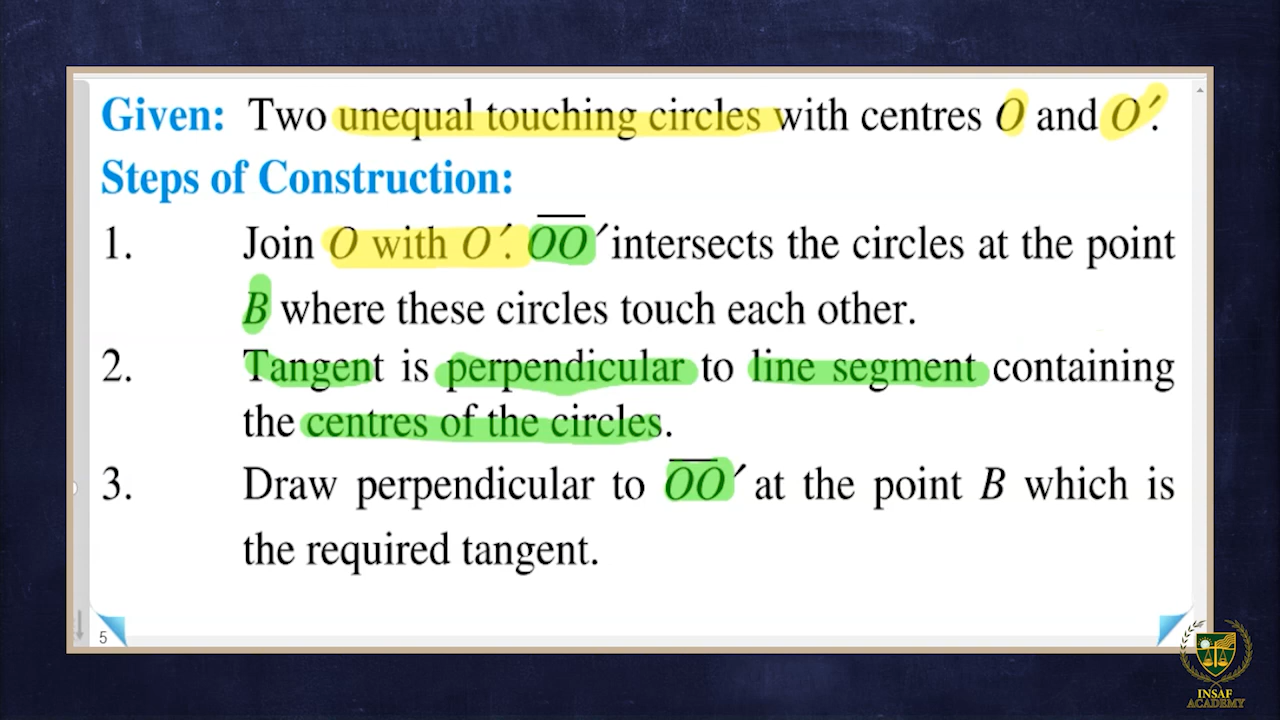 Given: Two unequal touching circles with centres O and O′.
Steps of Construction:
1. Join O with O′. O̅O̅′ intersects the circles at the point
B where these circles touch each other.
2. Tangent is perpendicular to line segment containing
the centres of the circles.
3. Draw perpendicular to O̅O̅′ at the point B which is
the required tangent.
5
INSAF
ACADEMY